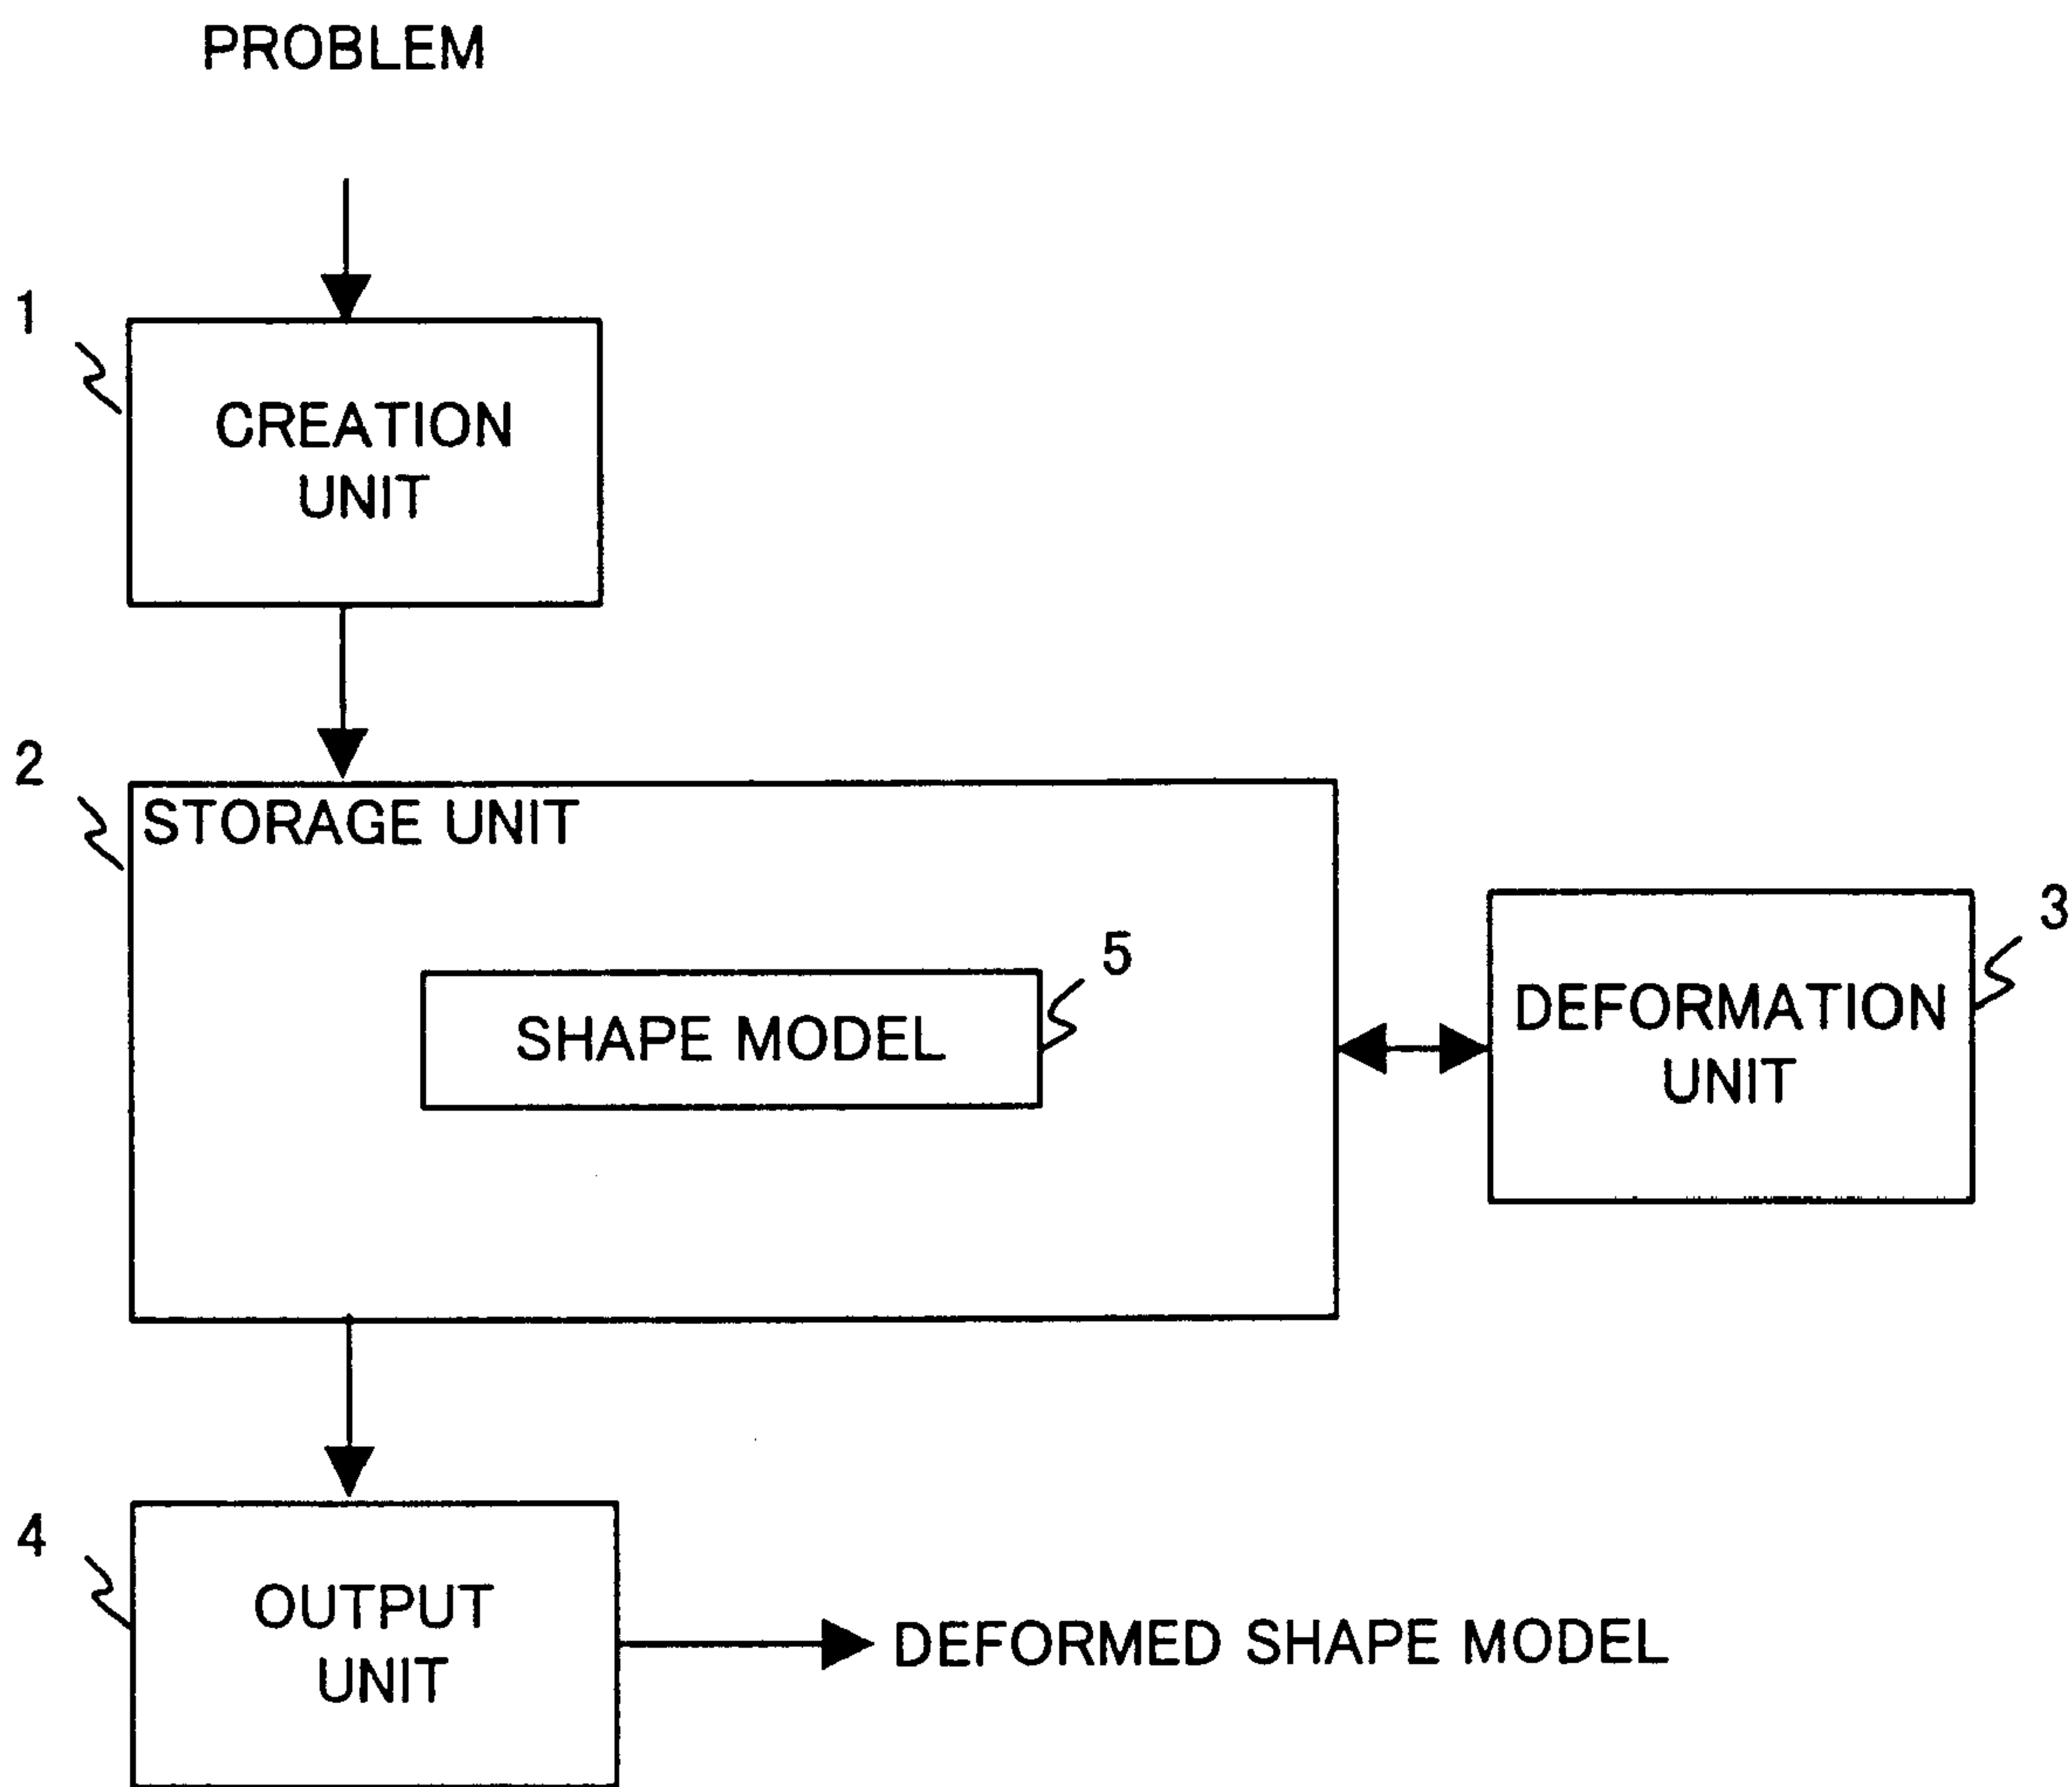 PROBLEM
1
CREATION
UNIT
2
STORAGE UNIT
5
SHAPE MODEL
3
DEFORMATION
UNIT
4
OUTPUT
UNIT
DEFORMED SHAPE MODEL